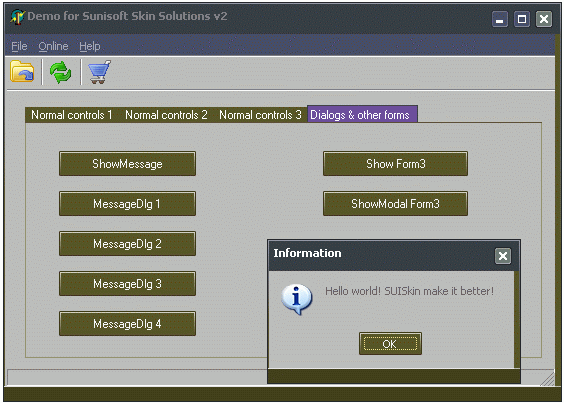 Demo for Sunisoft Skin Solutions v2
File Online Help
Normal controls 1 Normal controls 2 Normal controls 3 Dialogs & other forms
ShowMessage Show Form3
MessageDlg 1 ShowModal Form3
MessageDlg 2
Information
MessageDlg 3
Hello world! SUISkin make it better!
MessageDlg 4
OK